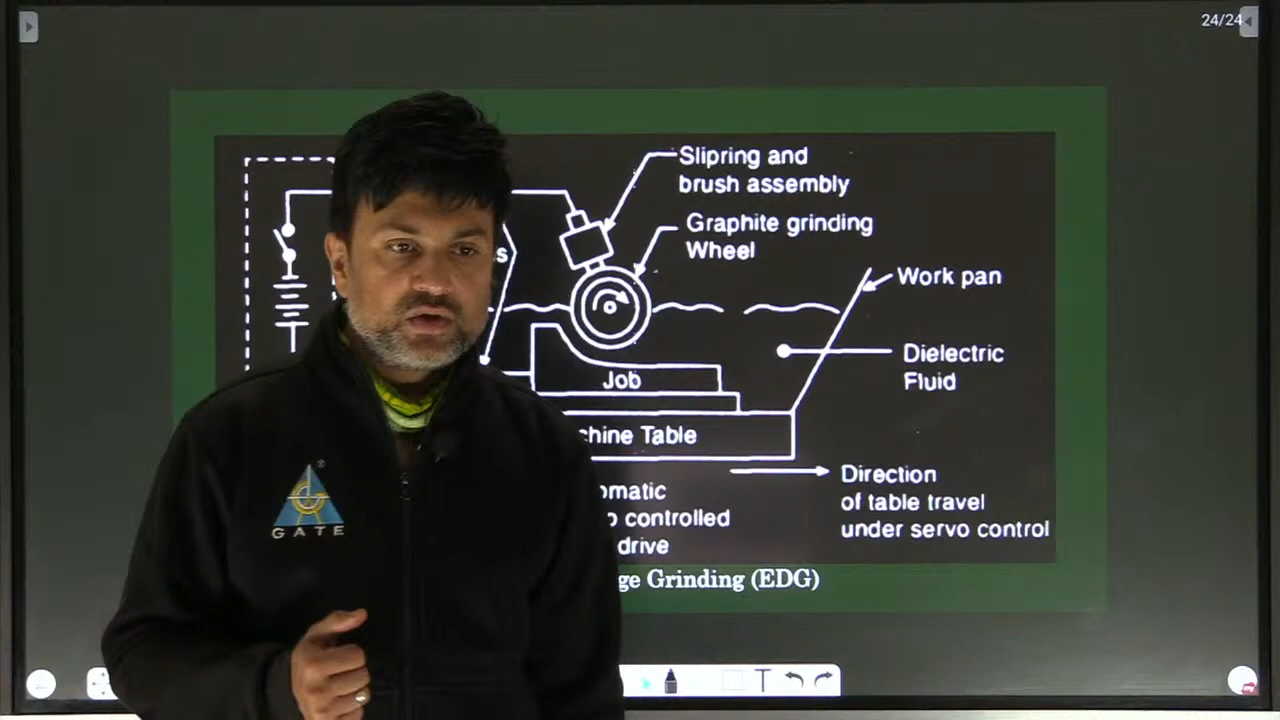 24/24
Slipring and
brush assembly
Graphite grinding
Wheel
s
Work pan
Dielectric
Fluid
Job
chine Table
omatic
o controlled
drive
Direction
of table travel
under servo control
ge Grinding (EDG)
GATE
T